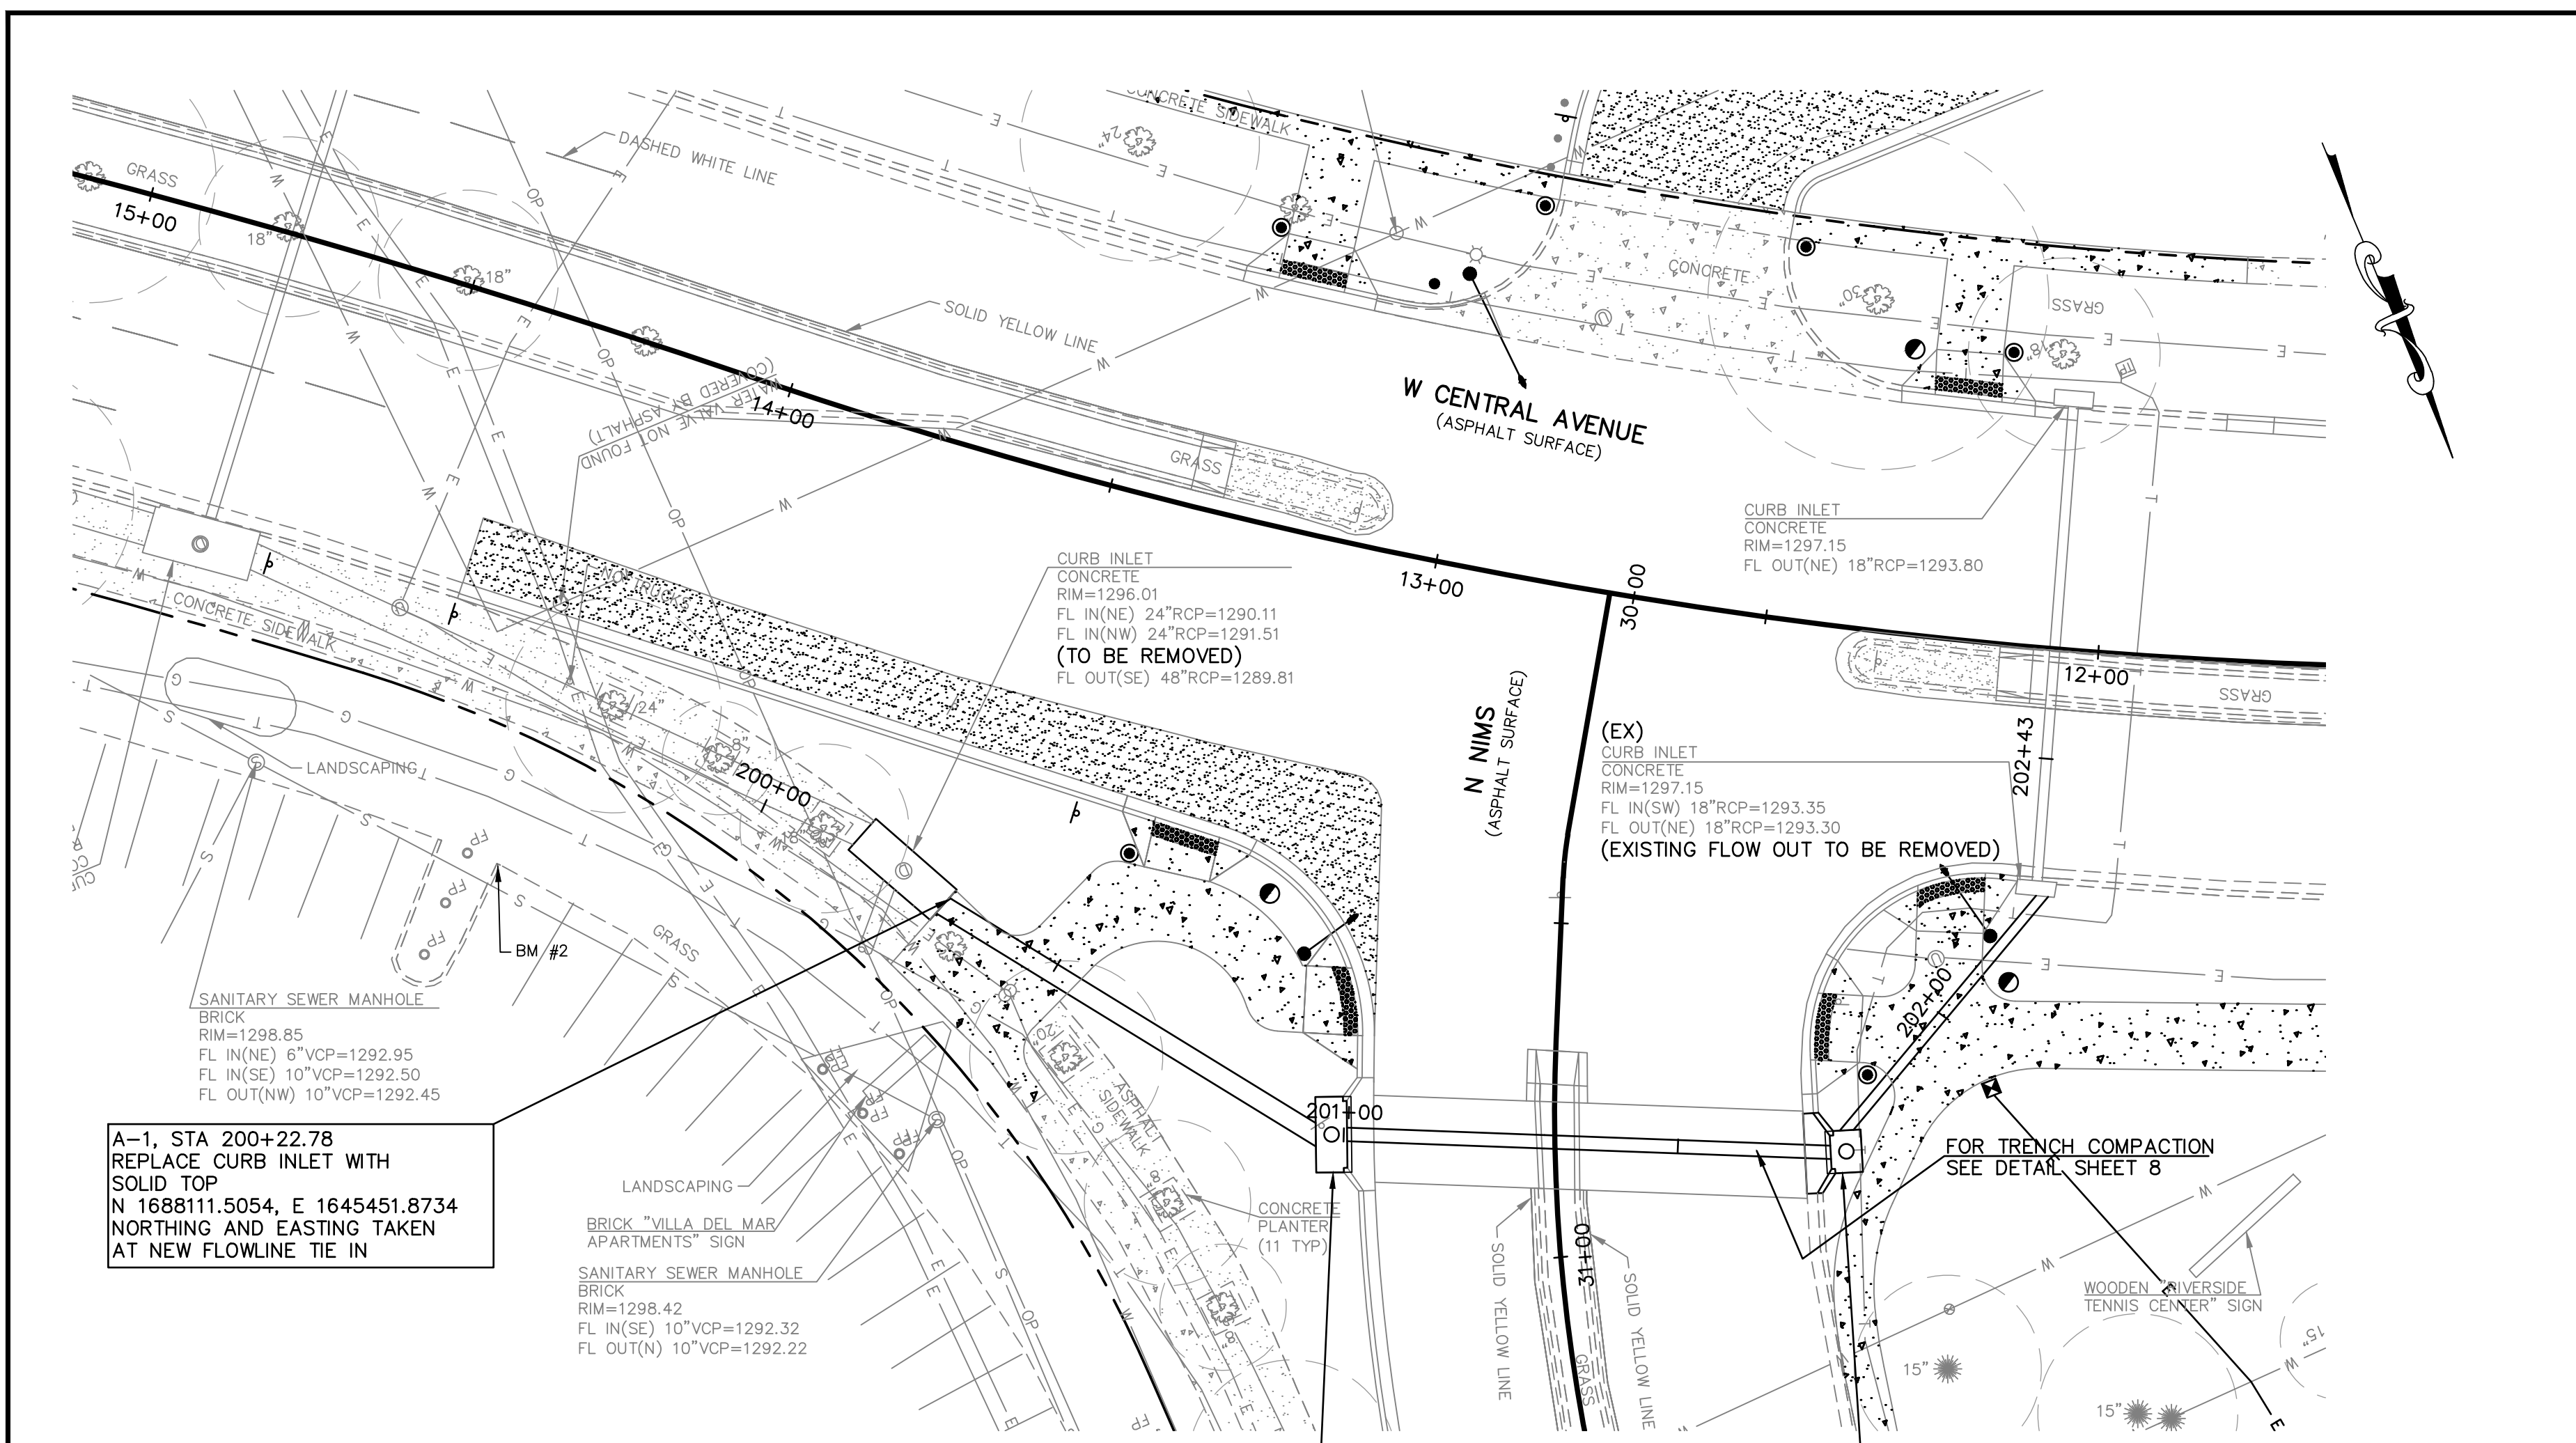 CONCRETE SIDEWALK
24"
DASHED WHITE LINE
GRASS
15+00
18"
18"
SOLID YELLOW LINE
CONCRETE
30"
GRASS
18"
TP
W CENTRAL AVENUE
(ASPHALT SURFACE)
WATER VALVE NOT FOUND
(COVERED BY ASPHALT)
14+00
GRASS
CURB INLET
CONCRETE
RIM=1297.15
FL OUT(NE) 18"RCP=1293.80
CURB INLET
CONCRETE
RIM=1296.01
FL IN(NE) 24"RCP=1290.11
FL IN(NW) 24"RCP=1291.51
(TO BE REMOVED)
FL OUT(SE) 48"RCP=1289.81
13+00
30+00
"NO TRUCKS"
CONCRETE SIDEWALK
12+00
GRASS
N NIMS
(ASPHALT SURFACE)
(EX)
CURB INLET
CONCRETE
RIM=1297.15
FL IN(SW) 18"RCP=1293.35
FL OUT(NE) 18"RCP=1293.30
(EXISTING FLOW OUT TO BE REMOVED)
202+43
24"
LANDSCAPING
200+00
18"
FP
FP
FP
GRASS
BM #2
202+00
SANITARY SEWER MANHOLE
BRICK
RIM=1298.85
FL IN(NE) 6"VCP=1292.95
FL IN(SE) 10"VCP=1292.50
FL OUT(NW) 10"VCP=1292.45
20"
ASPHALT
SIDEWALK
201+00
A-1, STA 200+22.78
REPLACE CURB INLET WITH
SOLID TOP
N 1688111.5054, E 1645451.8734
NORTHING AND EASTING TAKEN
AT NEW FLOWLINE TIE IN
FOR TRENCH COMPACTION
SEE DETAIL SHEET 8
LANDSCAPING
BRICK "VILLA DEL MAR
APARTMENTS" SIGN
CONCRETE
PLANTER
(11 TYP)
SANITARY SEWER MANHOLE
BRICK
RIM=1298.42
FL IN(SE) 10"VCP=1292.32
FL OUT(N) 10"VCP=1292.22
SOLID YELLOW LINE
31+00
SOLID YELLOW LINE
GRASS
WOODEN "RIVERSIDE
TENNIS CENTER" SIGN
15"
15"
15"
FP